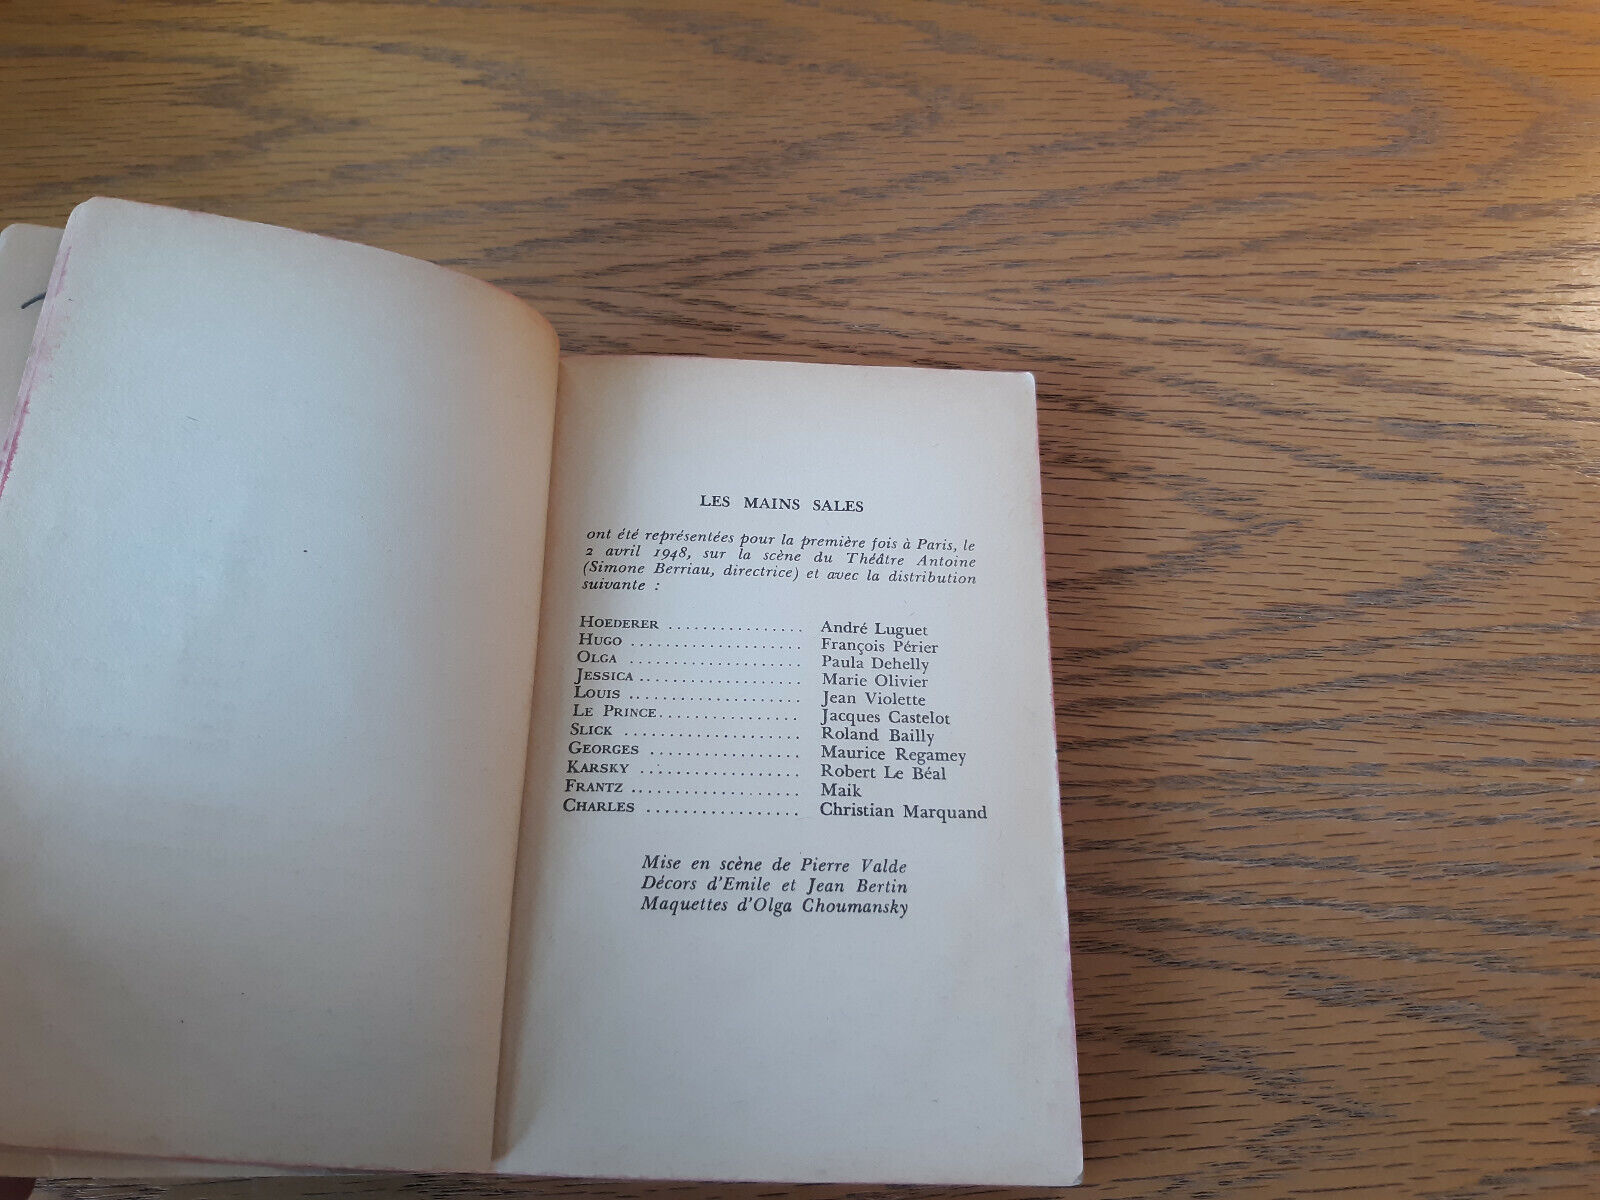 LES MAINS SALES
ont été représentées pour la première fois à Paris, le
2 avril 1948, sur la scène du Théâtre Antoine
(Simone Berriau, directrice) et avec la distribution
suivante :
HOEDERER ................ André Luguet
HUGO .................... François Périer
OLGA .................... Paula Dehelly
JESSICA .................. Marie Olivier
LOUIS .................... Jean Violette
LE PRINCE................ Jacques Castelot
SLICK .................... Roland Bailly
GEORGES ................. Maurice Regamey
KARSKY .................. Robert Le Béal
FRANTZ ................... Maik
CHARLES ................. Christian Marquand
Mise en scène de Pierre Valde
Décors d'Emile et Jean Bertin
Maquettes d'Olga Choumansky